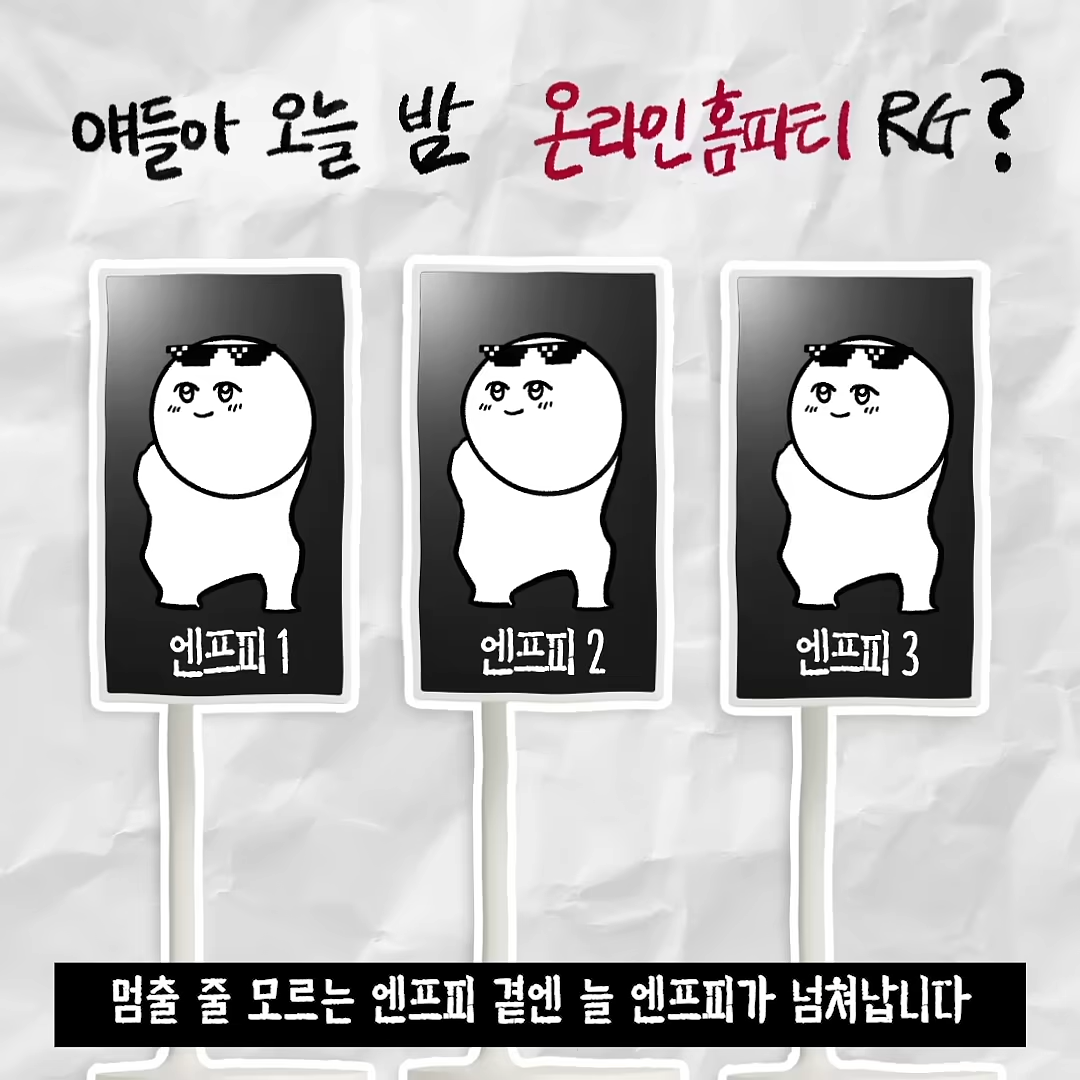 얘들아 오늘 밤 온라인홈파티 RG?
엔프피 1
엔프피 2
엔프피 3
멈출 줄 모르는 엔프피 곁엔 늘 엔프피가 넘쳐납니다